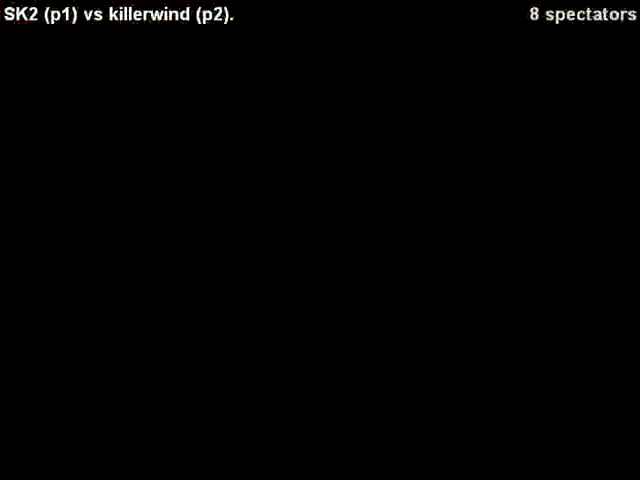 SK2 (p1) vs killerwind (p2).
8 spectators